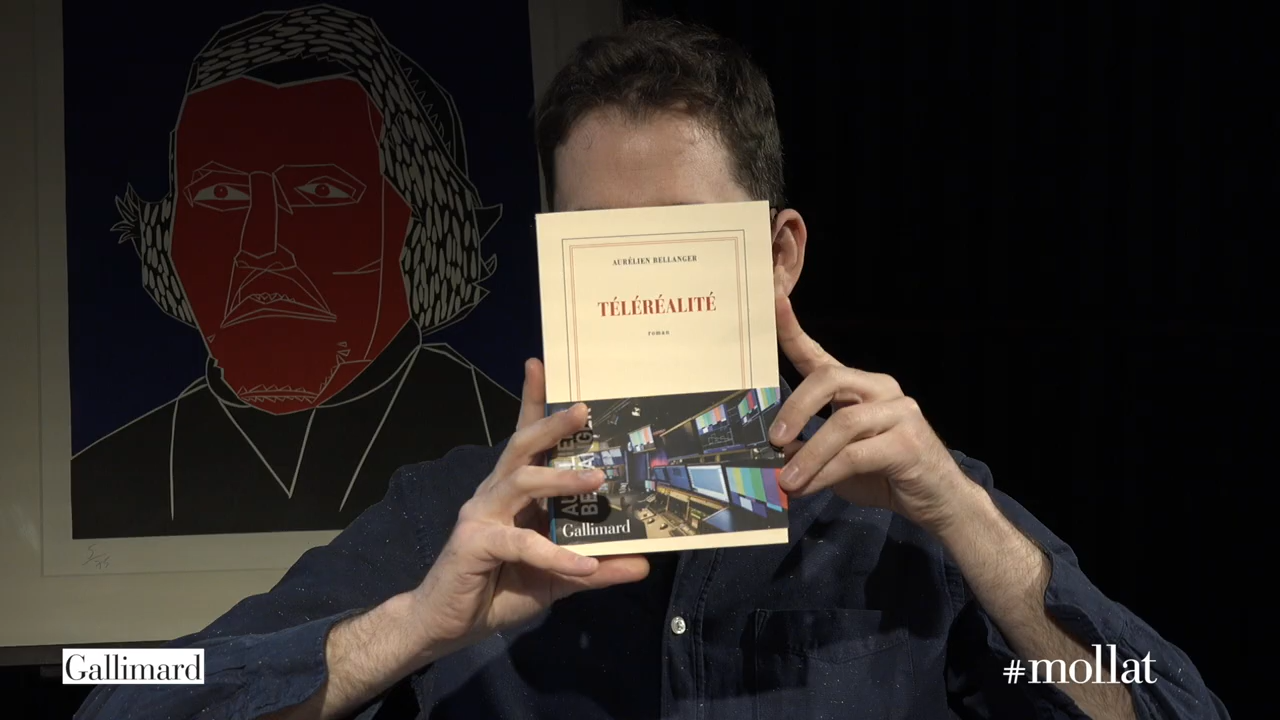 AURÉLIEN BELLANGER
TÉLÉRÉALITÉ
roman
Gallimard
Gallimard
#mollat